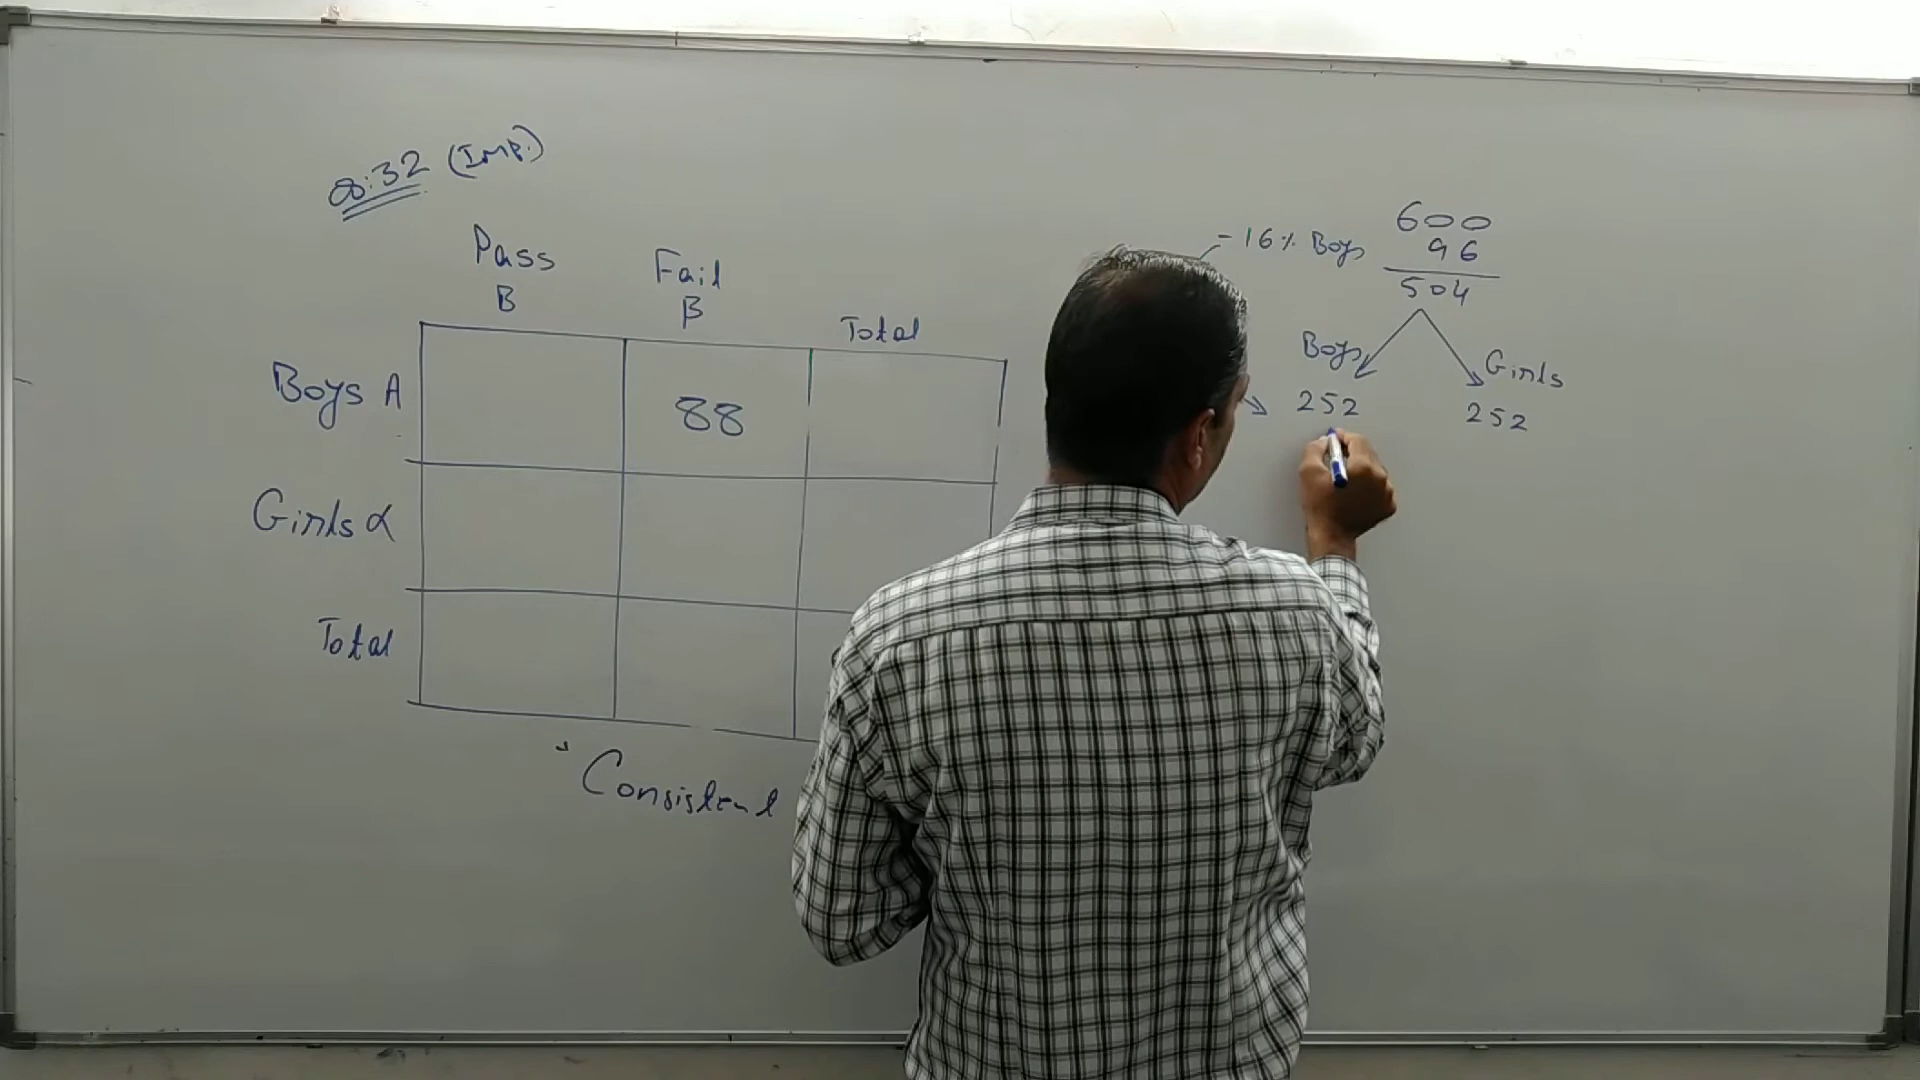 8:32 (Imp.)
Pass Fail
B β Total
Boys A 88
Girls α
Total
Consistent
- 16% Boys
600
96
504
Boys Girls
252 252